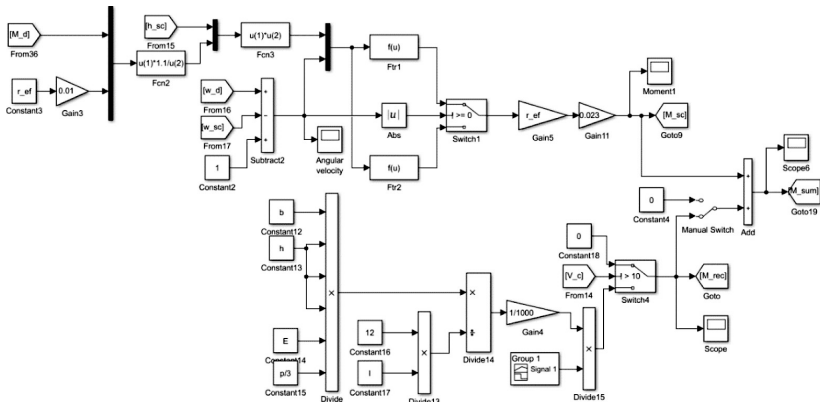 [M_d]
From36
r_ef
Constant3
0.01
Gain3
u(1)*1.1/u(2)
Fcn2
[h_sc]
From15
u(1)*u(2)
Fcn3
[w_d]
From16
[w_sc]
From17
1
Constant2
Subtract2
Angular
velocity
f(u)
Ftr1
|u|
Abs
f(u)
Ftr2
>= 0
Switch1
r_ef
Gain5
0.023
Gain11
Moment1
[M_sc]
Goto9
0
Constant4
Manual Switch
Add
Scope6
[M_sum]
Goto19
b
Constant12
h
Constant13
E
Constant14
p/3
Constant15
×
Divide
12
Constant16
l
Constant17
×
Divide13
×
÷
Divide14
1/1000
Gain4
Group 1
Signal 1
×
Divide15
0
Constant18
[V_c]
From14
> 10
Switch4
[M_rec]
Goto
Scope